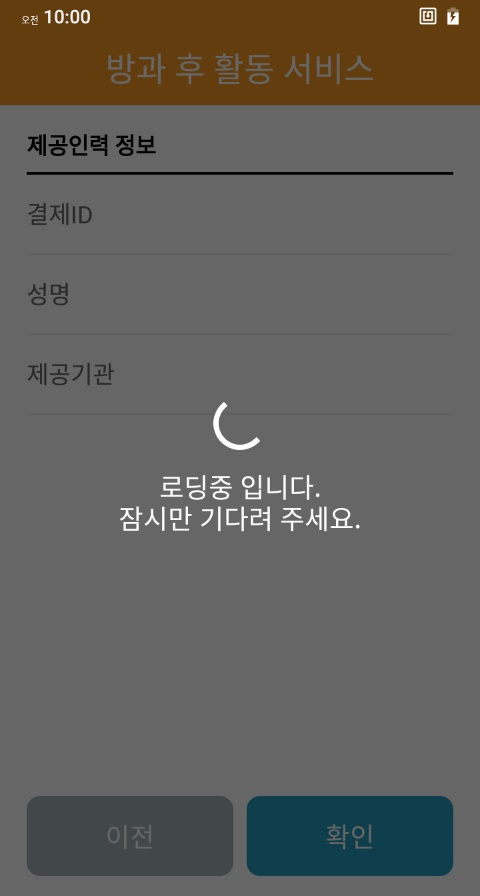 오전 10:00
방과 후 활동 서비스
제공인력 정보
결제ID
성명
제공기관
로딩중 입니다.
잠시만 기다려 주세요.
이전
확인